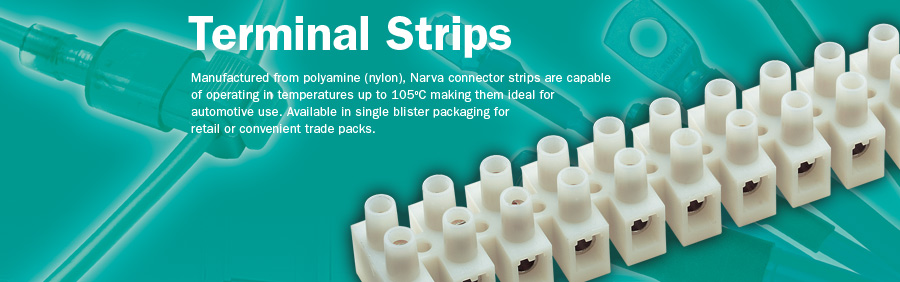 Terminal Strips
Manufactured from polyamine (nylon), Narva connector strips are capable
of operating in temperatures up to 105ºC making them ideal for
automotive use. Available in single blister packaging for
retail or convenient trade packs.